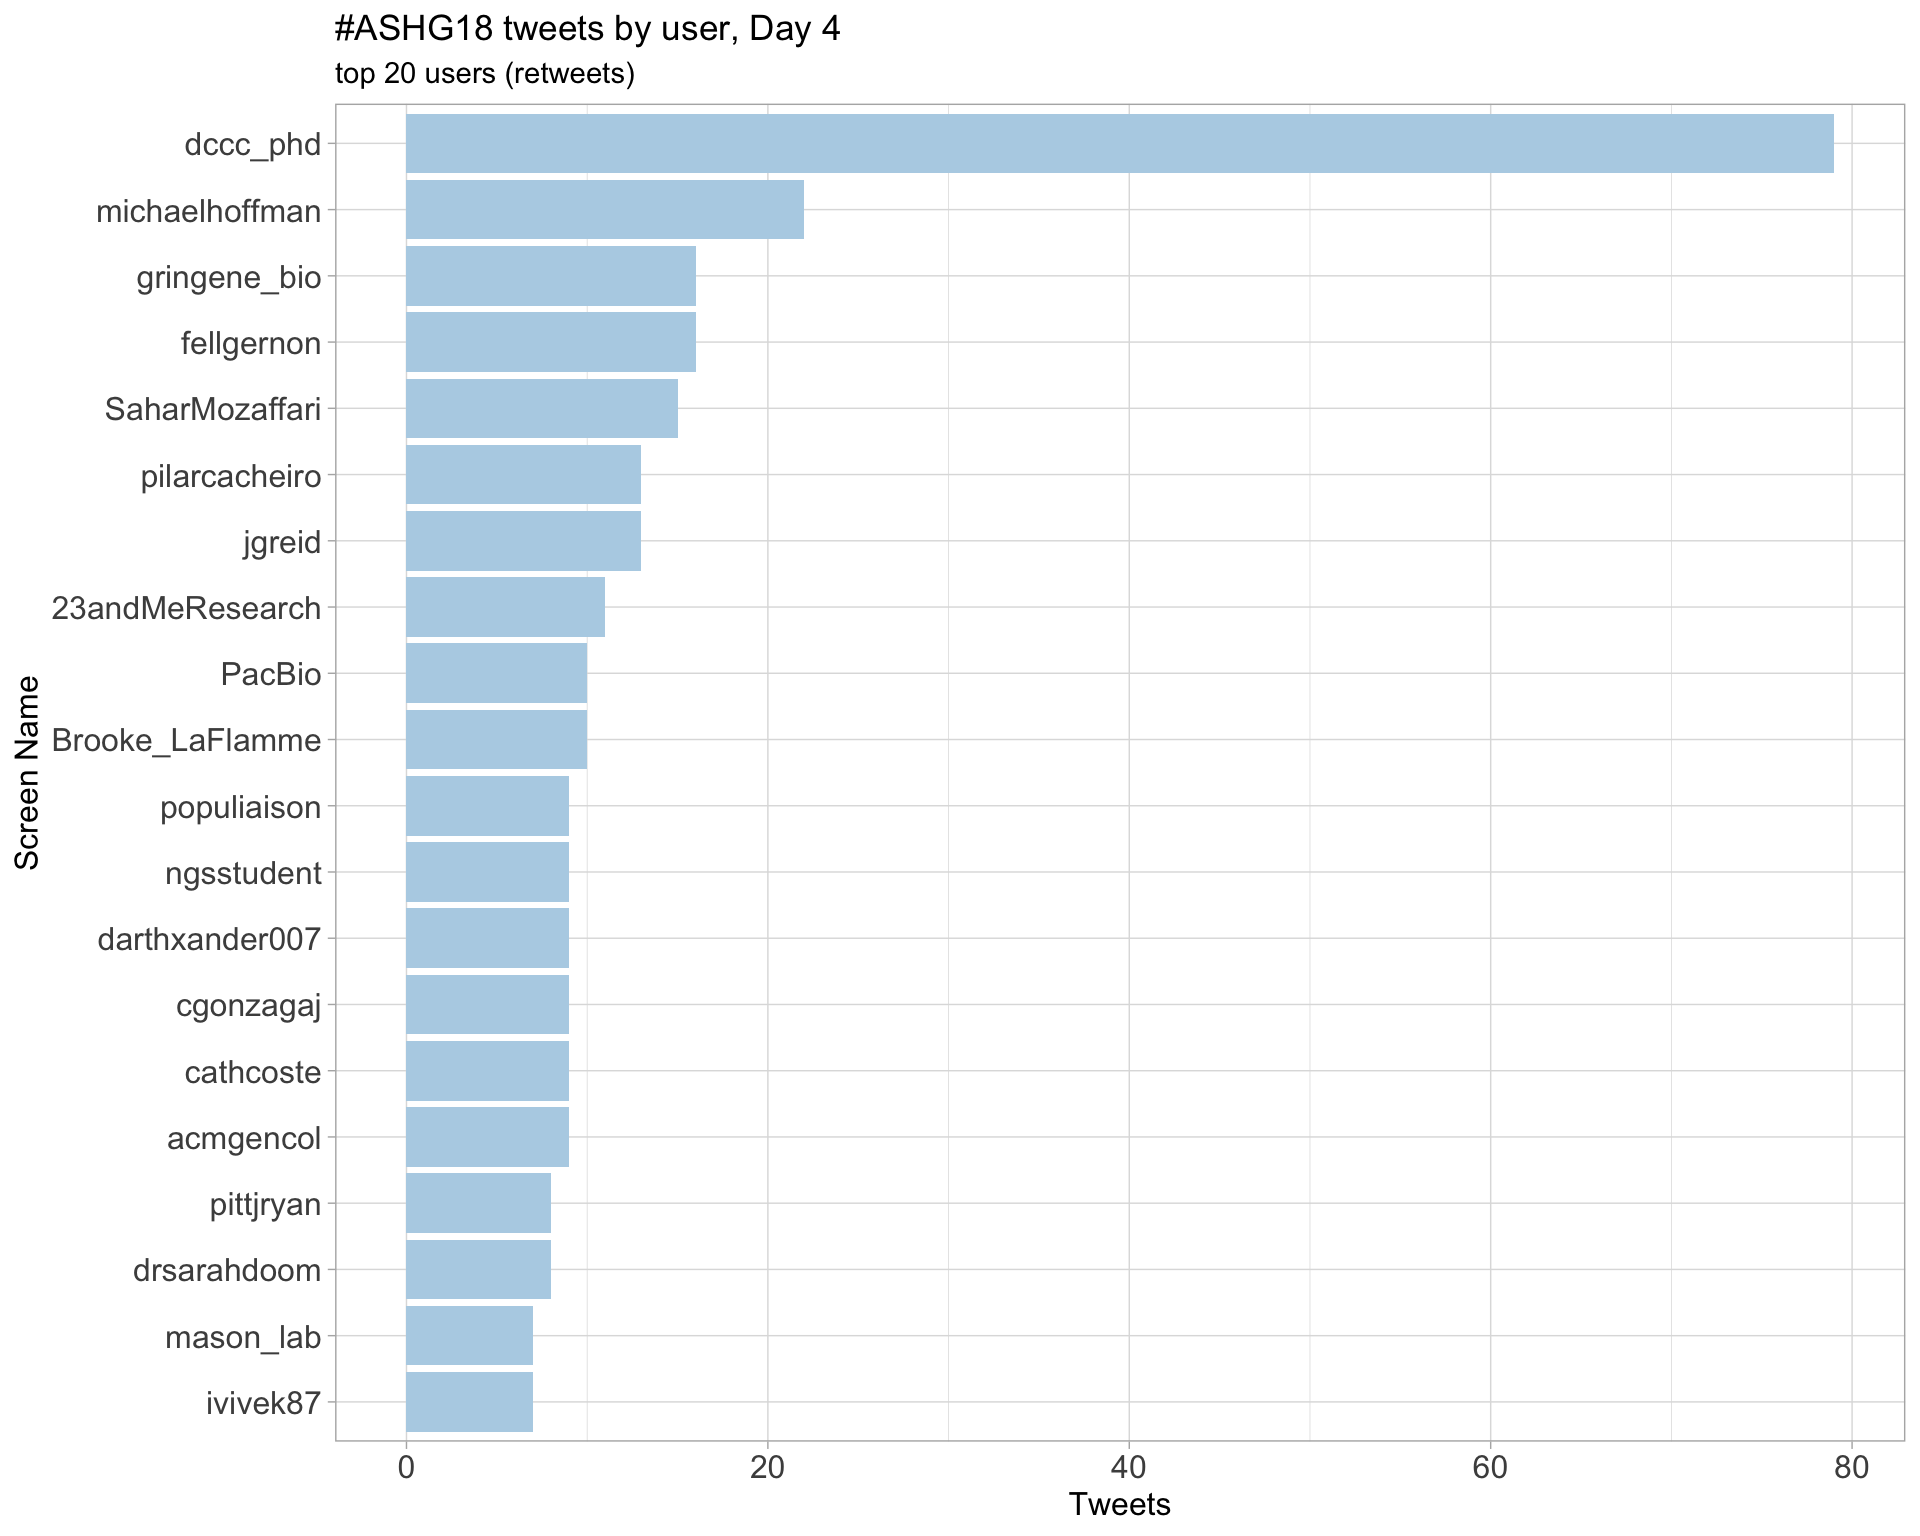 #ASHG18 tweets by user, Day 4
top 20 users (retweets)
dccc_phd
michaelhoffman
gringene_bio
fellgernon
SaharMozaffari
pilarcacheiro
jgreid
23andMeResearch
PacBio
Brooke_LaFlamme
populiaison
ngsstudent
darthxander007
cgonzagaj
cathcoste
acmgencol
pittjryan
drsarahdoom
mason_lab
ivivek87
Screen Name
0 20 40 60 80
Tweets